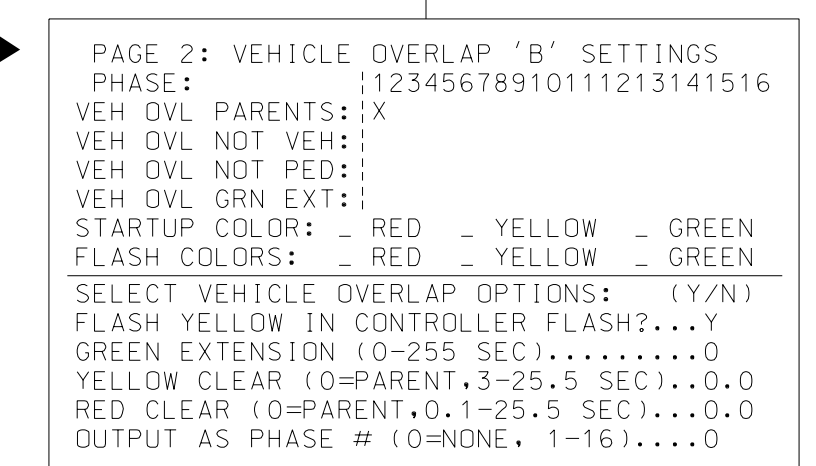 PAGE 2: VEHICLE OVERLAP 'B' SETTINGS
PHASE: |12345678910111213141516
VEH OVL PARENTS:|X
VEH OVL NOT VEH:|
VEH OVL NOT PED:|
VEH OVL GRN EXT:|
STARTUP COLOR: _ RED _ YELLOW _ GREEN
FLASH COLORS: _ RED _ YELLOW _ GREEN
SELECT VEHICLE OVERLAP OPTIONS: (Y/N)
FLASH YELLOW IN CONTROLLER FLASH?...Y
GREEN EXTENSION (0-255 SEC).........0
YELLOW CLEAR (0=PARENT,3-25.5 SEC)..0.0
RED CLEAR (0=PARENT,0.1-25.5 SEC)...0.0
OUTPUT AS PHASE # (0=NONE, 1-16)....0